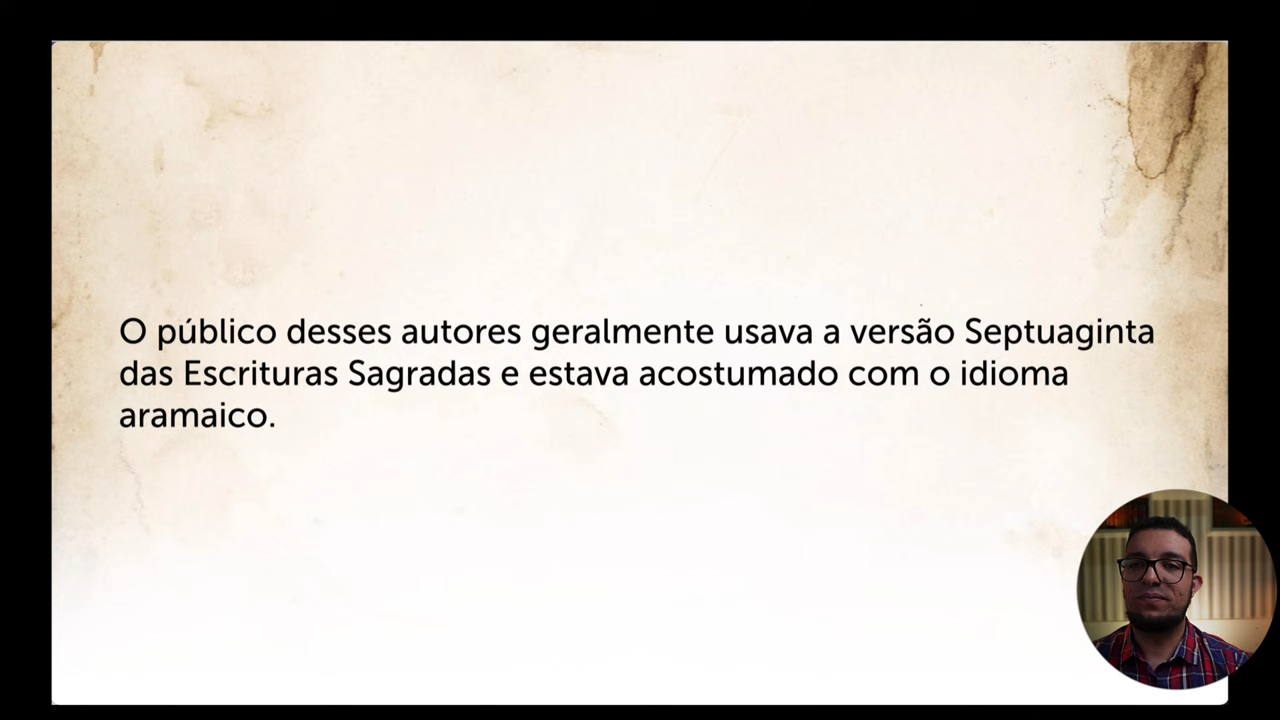 O público desses autores geralmente usava a versão Septuaginta
das Escrituras Sagradas e estava acostumado com o idioma
aramaico.